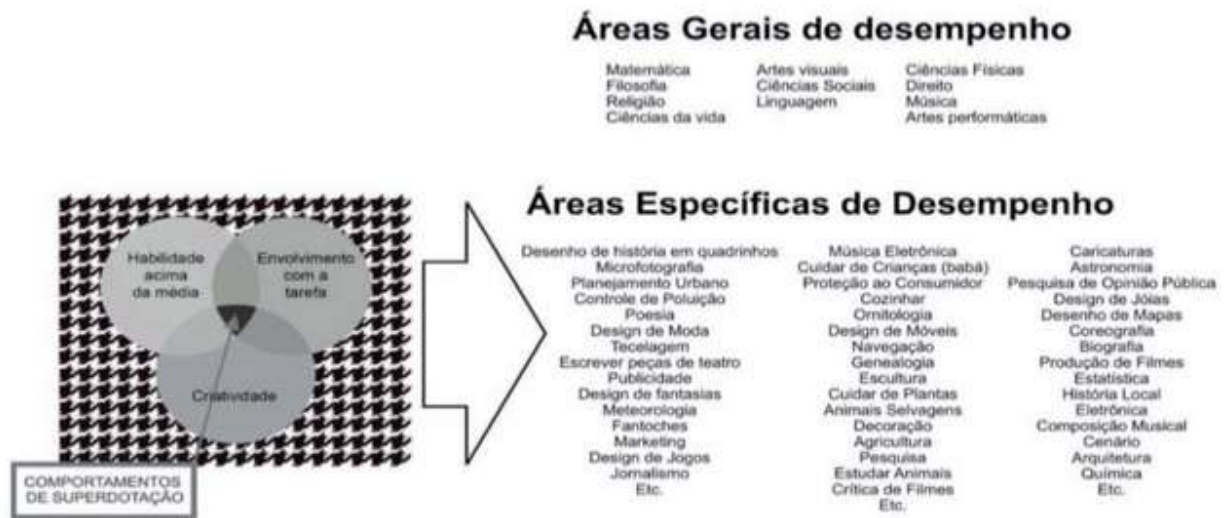 Áreas Gerais de desempenho
Matemática
Filosofia
Religião
Ciências da vida
Artes visuais
Ciências Sociais
Linguagem
Ciências Físicas
Direito
Música
Artes performáticas
Habilidade
acima
da média
Envolvimento
com a
tarefa
Criatividade
COMPORTAMENTOS
DE SUPERDOTAÇÃO
Áreas Específicas de Desempenho
Desenho de história em quadrinhos
Microfotografia
Planejamento Urbano
Controle de Poluição
Poesia
Design de Moda
Tecelagem
Escrever peças de teatro
Publicidade
Design de fantasias
Meteorologia
Fantoches
Marketing
Design de Jogos
Jornalismo
Etc.
Música Eletrônica
Cuidar de Crianças (babá)
Proteção ao Consumidor
Cozinhar
Ornitologia
Design de Móveis
Navegação
Genealogia
Escultura
Cuidar de Plantas
Animais Selvagens
Decoração
Agricultura
Pesquisa
Estudar Animais
Crítica de Filmes
Etc.
Caricaturas
Astronomia
Pesquisa de Opinião Pública
Design de Jóias
Desenho de Mapas
Coreografia
Biografia
Produção de Filmes
Estatística
História Local
Eletrônica
Composição Musical
Cenário
Arquitetura
Química
Etc.